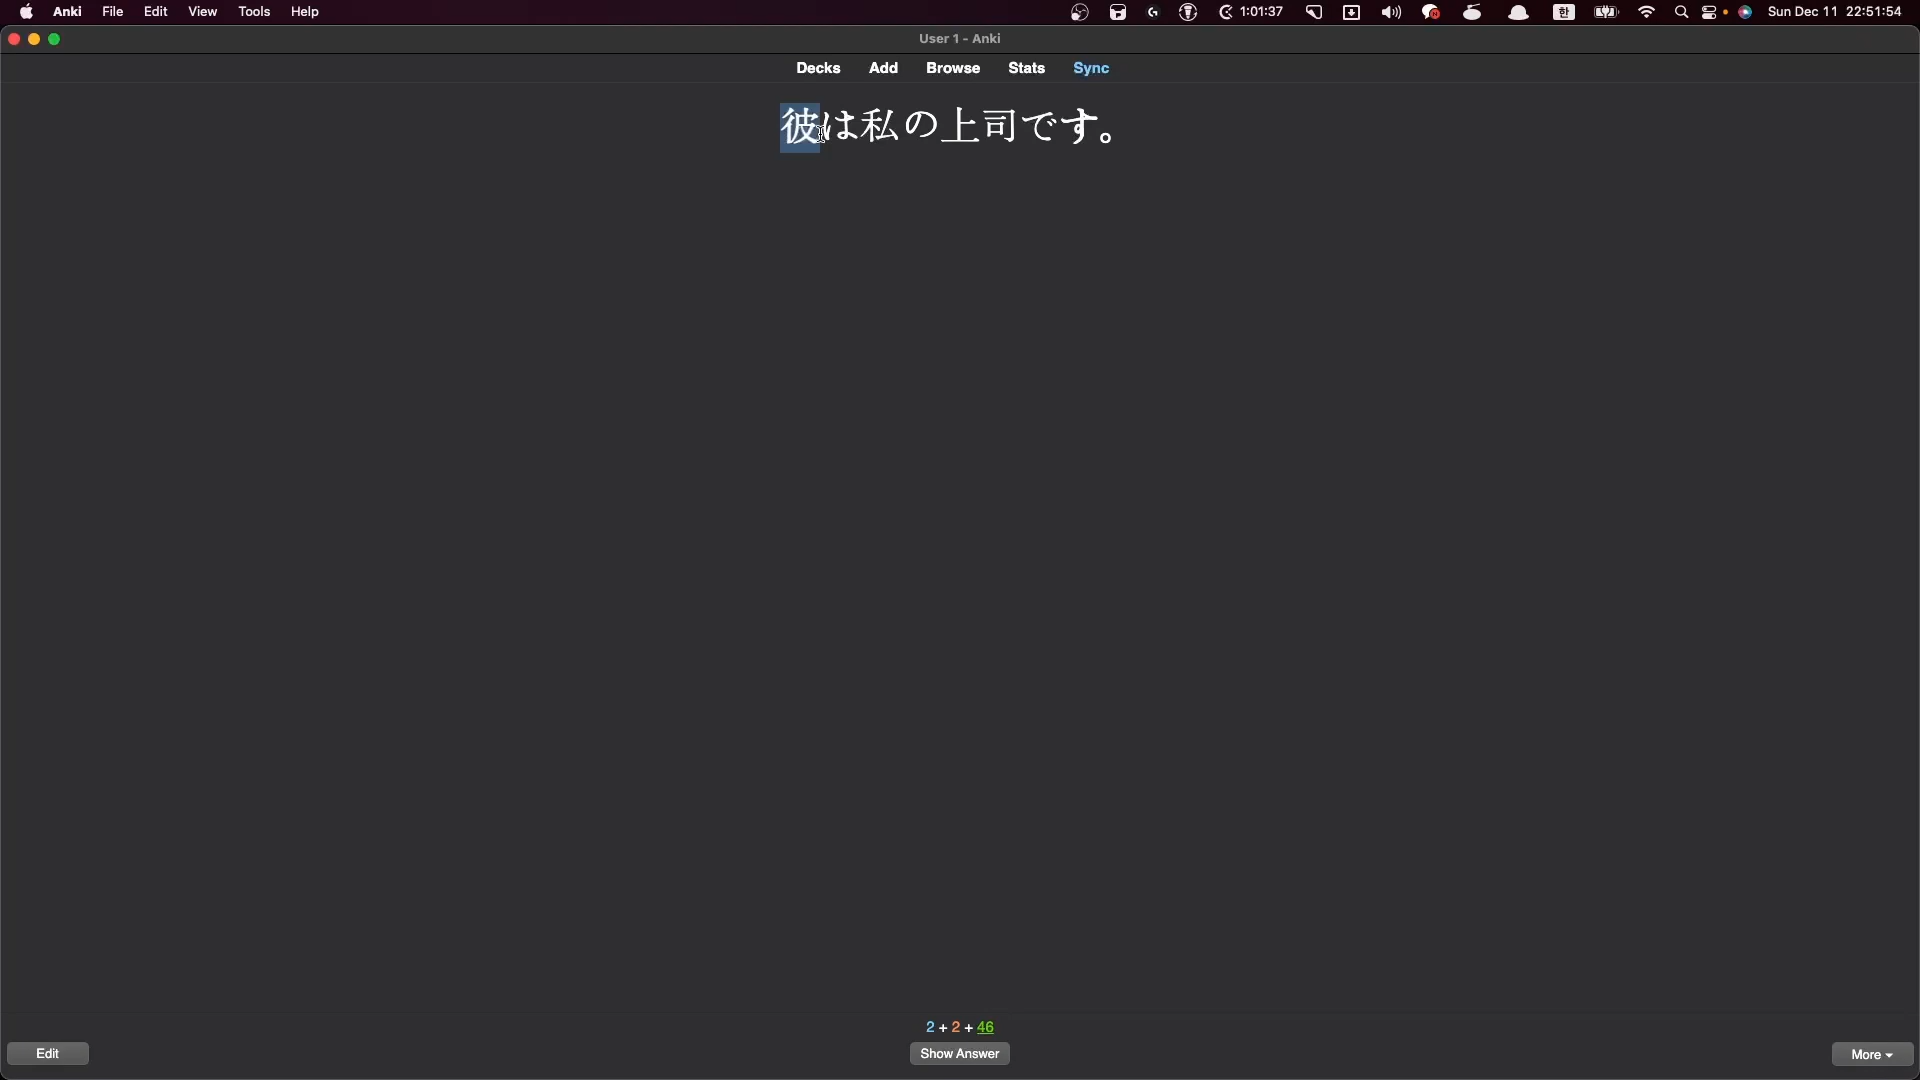 Anki File Edit View Tools Help 1:01:37 한 Sun Dec 11 22:51:54
User 1 - Anki
Decks Add Browse Stats Sync
彼は私の上司です。
2 + 2 + 46
Edit Show Answer More